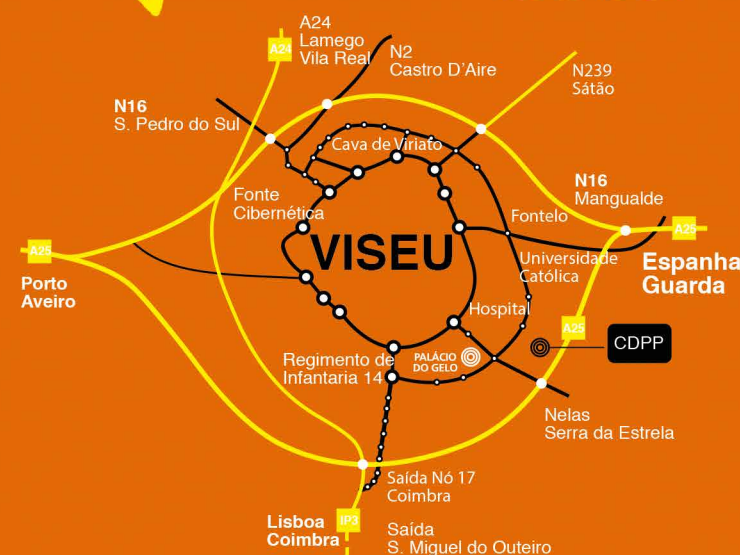 A24
Lamego
Vila Real
A24
N2
Castro D'Aire
N239
Sátão
N16
S. Pedro do Sul
Cava de Viriato
N16
Mangualde
Fonte
Cibernética
Fontelo
A25
A25
VISEU
Universidade
Católica
Espanha
Guarda
Porto
Aveiro
Hospital
A25
CDPP
Regimento de
Infantaria 14
PALÁCIO
DO GELO
Nelas
Serra da Estrela
Saída Nó 17
Coimbra
Lisboa
Coimbra
IP3
Saída
S. Miguel do Outeiro